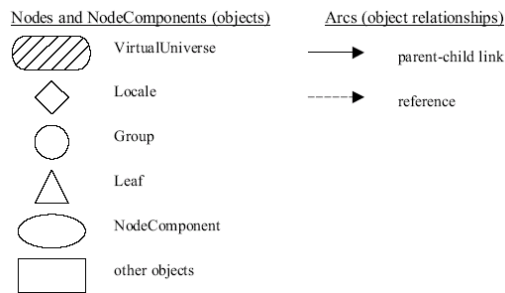 Nodes and NodeComponents (objects)
VirtualUniverse
Locale
Group
Leaf
NodeComponent
other objects
Arcs (object relationships)
parent-child link
reference